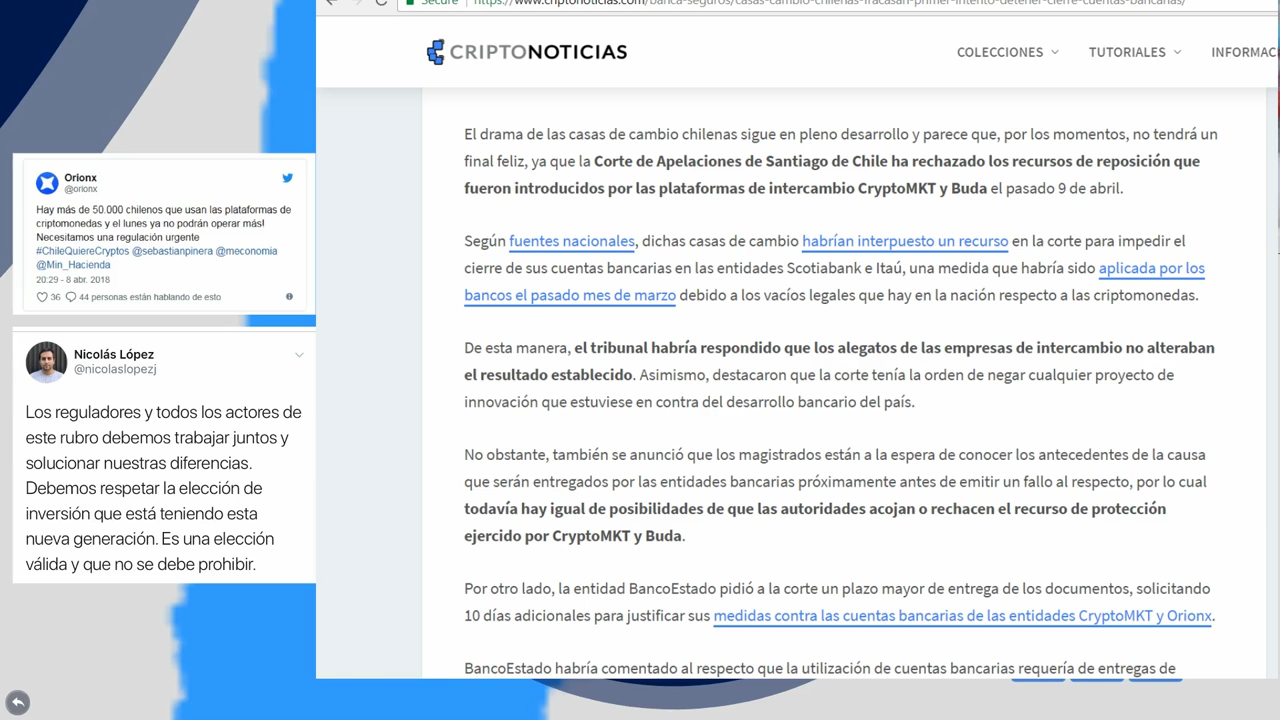 Secure https://www.criptonoticias.com/banca-seguros/casas-cambio-chilenas-fracasan-primer-intento-detener-cierre-cuentas-bancarias/
CRIPTONOTICIAS
COLECCIONES
TUTORIALES
INFORMAC
El drama de las casas de cambio chilenas sigue en pleno desarrollo y parece que, por los momentos, no tendrá un
final feliz, ya que la Corte de Apelaciones de Santiago de Chile ha rechazado los recursos de reposición que
fueron introducidos por las plataformas de intercambio CryptoMKT y Buda el pasado 9 de abril.
Según fuentes nacionales, dichas casas de cambio habrían interpuesto un recurso en la corte para impedir el
cierre de sus cuentas bancarias en las entidades Scotiabank e Itaú, una medida que habría sido aplicada por los
bancos el pasado mes de marzo debido a los vacíos legales que hay en la nación respecto a las criptomonedas.
De esta manera, el tribunal habría respondido que los alegatos de las empresas de intercambio no alteraban
el resultado establecido. Asimismo, destacaron que la corte tenía la orden de negar cualquier proyecto de
innovación que estuviese en contra del desarrollo bancario del país.
No obstante, también se anunció que los magistrados están a la espera de conocer los antecedentes de la causa
que serán entregados por las entidades bancarias próximamente antes de emitir un fallo al respecto, por lo cual
todavía hay igual de posibilidades de que las autoridades acojan o rechacen el recurso de protección
ejercido por CryptoMKT y Buda.
Por otro lado, la entidad BancoEstado pidió a la corte un plazo mayor de entrega de los documentos, solicitando
10 días adicionales para justificar sus medidas contra las cuentas bancarias de las entidades CryptoMKT y Orionx.
BancoEstado habría comentado al respecto que la utilización de cuentas bancarias requería de entregas de
Orionx
@orionx
Hay más de 50.000 chilenos que usan las plataformas de
criptomonedas y el lunes ya no podrán operar más!
Necesitamos una regulación urgente
#ChileQuiereCryptos @sebastianpinera @meconomia
@Min_Hacienda
20:29 - 8 abr. 2018
36 44 personas están hablando de esto
Nicolás López
@nicolaslopezj
Los reguladores y todos los actores de
este rubro debemos trabajar juntos y
solucionar nuestras diferencias.
Debemos respetar la elección de
inversión que está teniendo esta
nueva generación. Es una elección
válida y que no se debe prohibir.